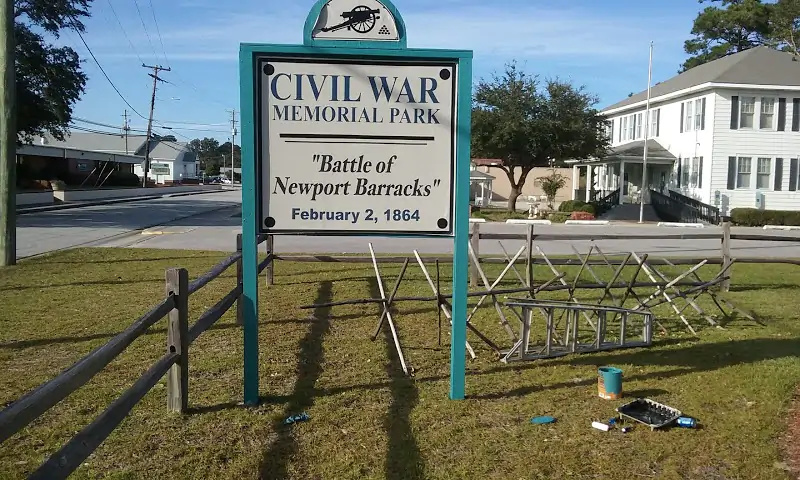 CIVIL WAR
MEMORIAL PARK
"Battle of
Newport Barracks"
February 2, 1864